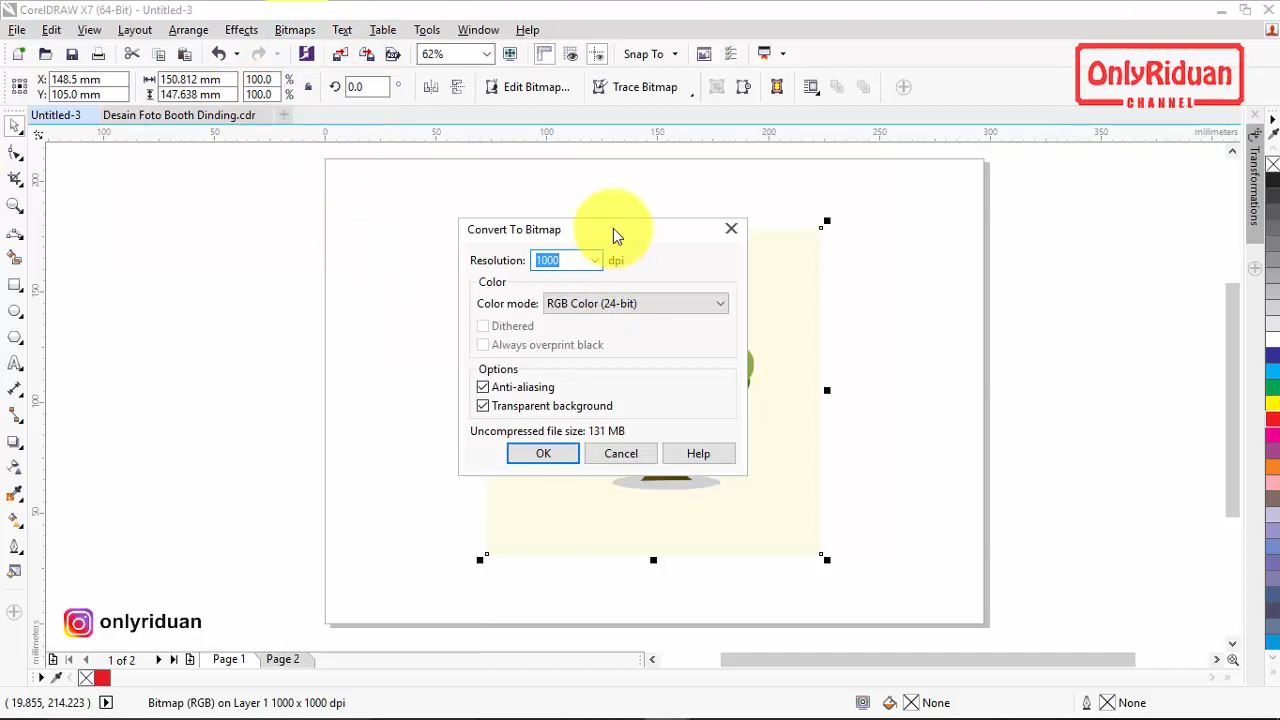 CorelDRAW X7 (64-Bit) - Untitled-3
File Edit View Layout Arrange Effects Bitmaps Text Table Tools Window Help
62% Snap To
X: 148.5 mm 150.812 mm 100.0 % 0.0 ° Edit Bitmap... Trace Bitmap
Y: 105.0 mm 147.638 mm 100.0 %
OnlyRiduan
CHANNEL
Untitled-3 Desain Foto Booth Dinding.cdr
100 50 0 50 100 150 200 250 300 350 millimeters
200
150
100
50
millimeters
Transformations
Convert To Bitmap
Resolution: 1000 dpi
Color
Color mode: RGB Color (24-bit)
Dithered
Always overprint black
Options
Anti-aliasing
Transparent background
Uncompressed file size: 131 MB
OK Cancel Help
onlyriduan
1 of 2 Page 1 Page 2
( 19.855, 214.223 ) Bitmap (RGB) on Layer 1 1000 x 1000 dpi None None